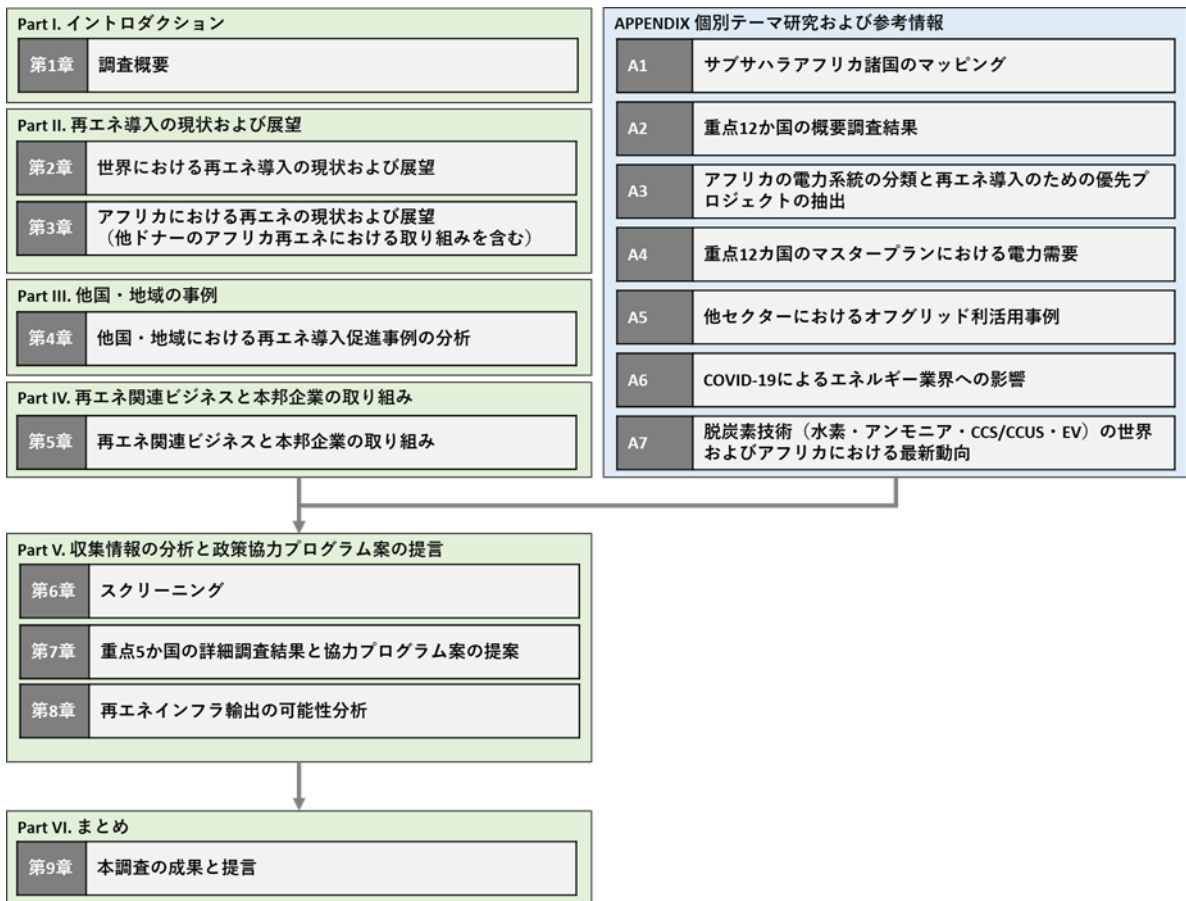 Part I. イントロダクション
第1章
調査概要
Part II. 再エネ導入の現状および展望
第2章
世界における再エネ導入の現状および展望
第3章
アフリカにおける再エネの現状および展望
（他ドナーのアフリカ再エネにおける取り組みを含む）
Part III. 他国・地域の事例
第4章
他国・地域における再エネ導入促進事例の分析
Part IV. 再エネ関連ビジネスと本邦企業の取り組み
第5章
再エネ関連ビジネスと本邦企業の取り組み
APPENDIX 個別テーマ研究および参考情報
A1
サブサハラアフリカ諸国のマッピング
A2
重点12か国の概要調査結果
A3
アフリカの電力系統の分類と再エネ導入のための優先プ
ロジェクトの抽出
A4
重点12カ国のマスタープランにおける電力需要
A5
他セクターにおけるオフグリッド利活用事例
A6
COVID-19によるエネルギー業界への影響
A7
脱炭素技術（水素・アンモニア・CCS/CCUS・EV）の世界
およびアフリカにおける最新動向
Part V. 収集情報の分析と政策協力プログラム案の提言
第6章
スクリーニング
第7章
重点5か国の詳細調査結果と協力プログラム案の提案
第8章
再エネインフラ輸出の可能性分析
Part VI. まとめ
第9章
本調査の成果と提言